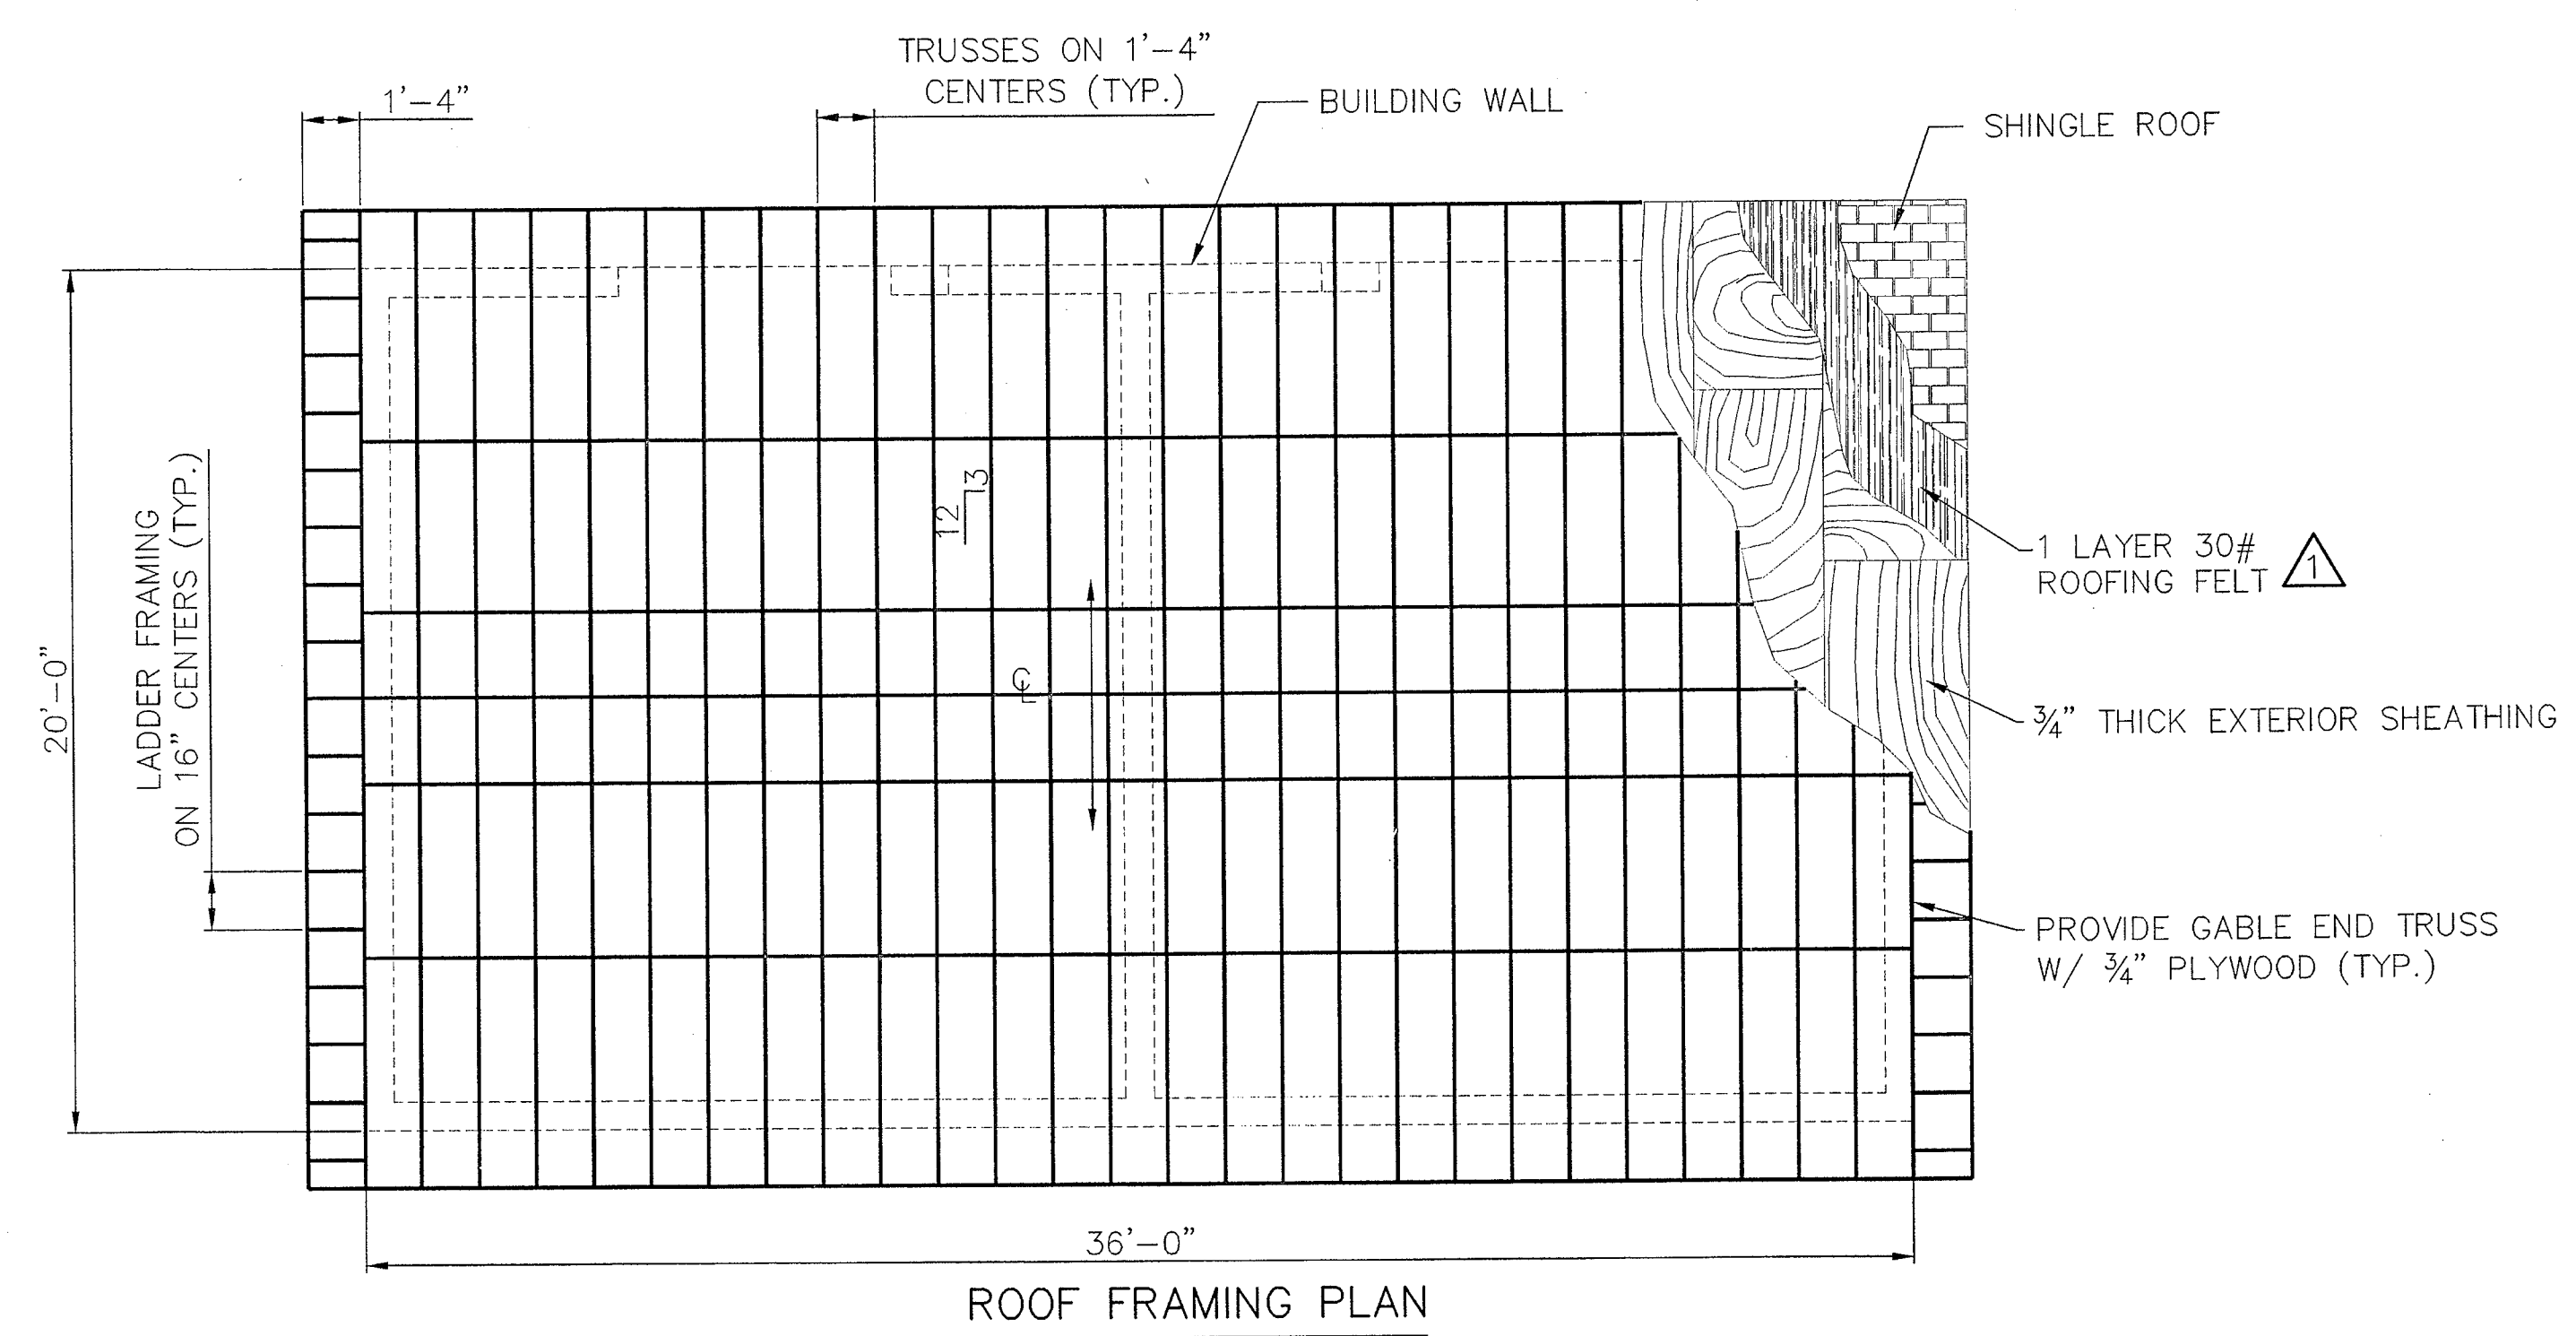 TRUSSES ON 1'-4"
CENTERS (TYP.)
1'-4"
BUILDING WALL
SHINGLE ROOF
LADDER FRAMING
ON 16" CENTERS (TYP.)
20'-0"
12
3
℄
1 LAYER 30#
ROOFING FELT
1
¾" THICK EXTERIOR SHEATHING
PROVIDE GABLE END TRUSS
W/ ¾" PLYWOOD (TYP.)
36'-0"
ROOF FRAMING PLAN